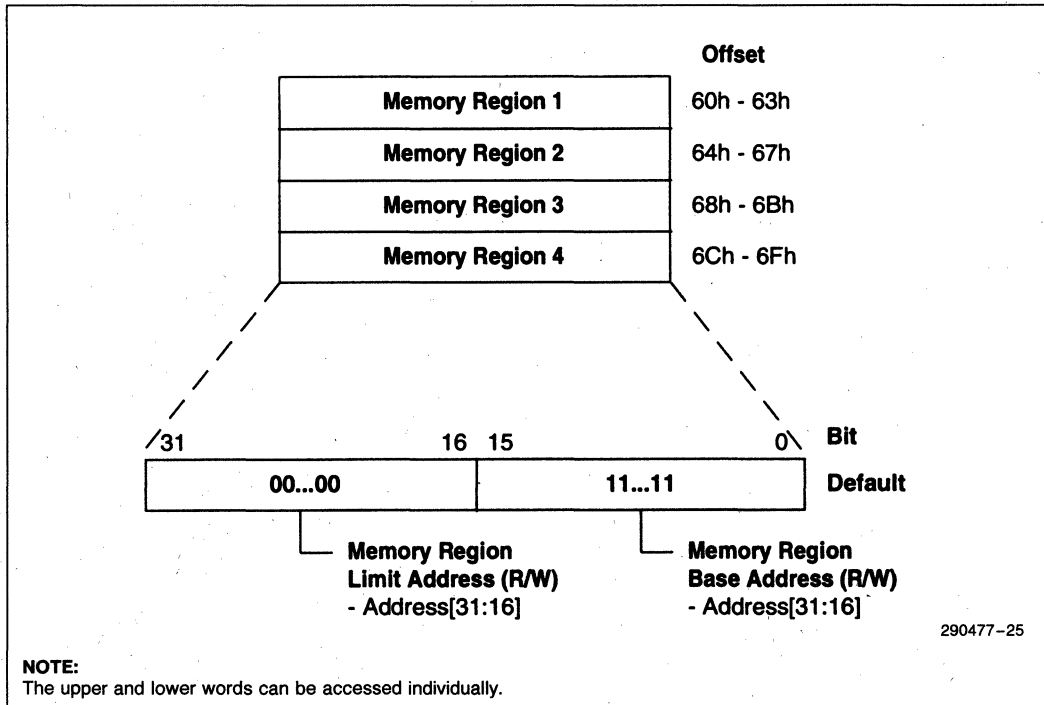 Offset
Memory Region 1 60h - 63h
Memory Region 2 64h - 67h
Memory Region 3 68h - 6Bh
Memory Region 4 6Ch - 6Fh
31 16 15 0 Bit
00...00 11...11 Default
Memory Region
Limit Address (R/W)
- Address[31:16]
Memory Region
Base Address (R/W)
- Address[31:16]
290477-25
NOTE:
The upper and lower words can be accessed individually.